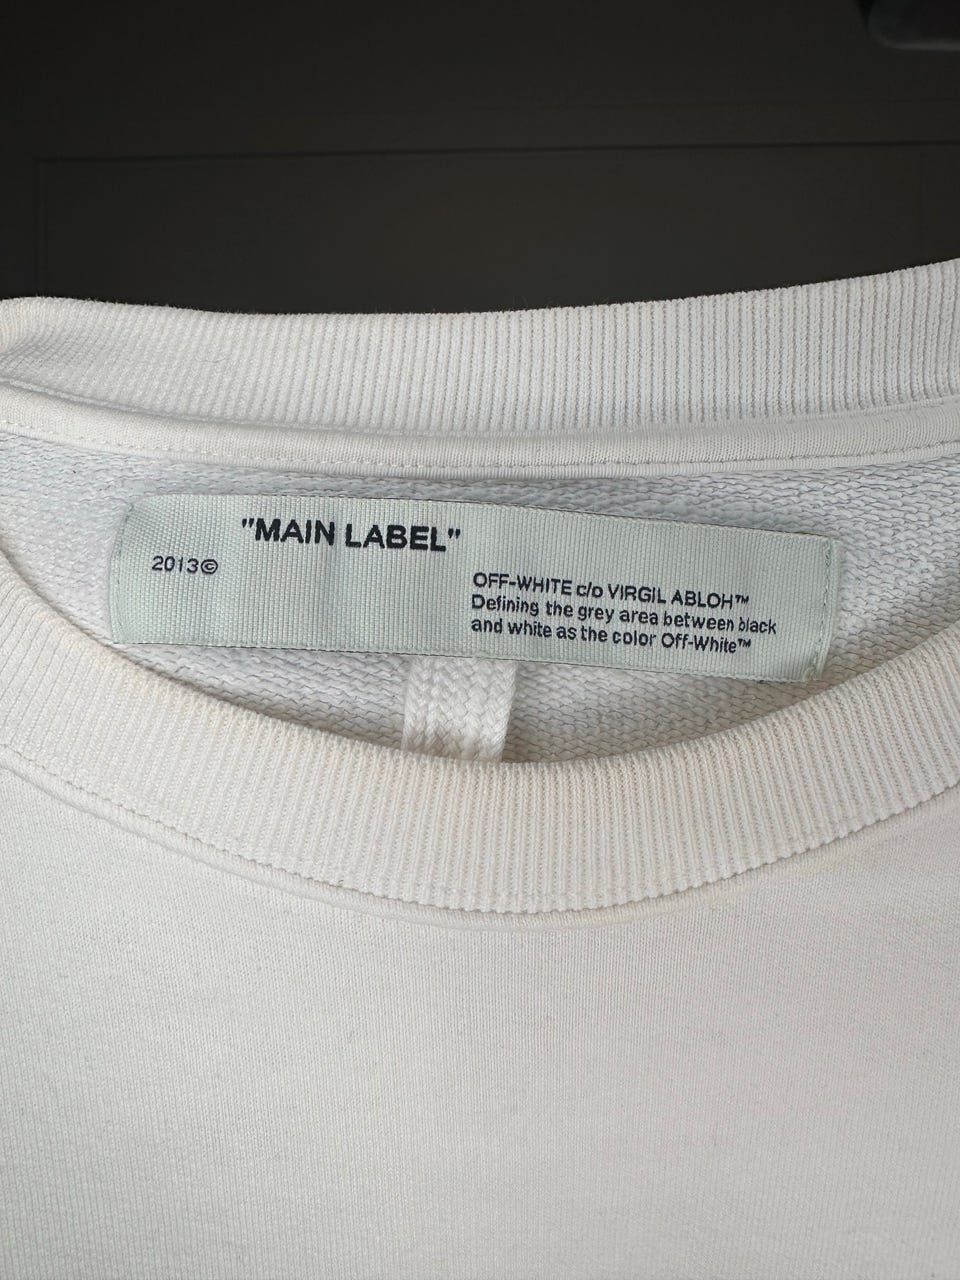 "MAIN LABEL"
2013©
OFF-WHITE c/o VIRGIL ABLOH™
Defining the grey area between black
and white as the color Off-White™